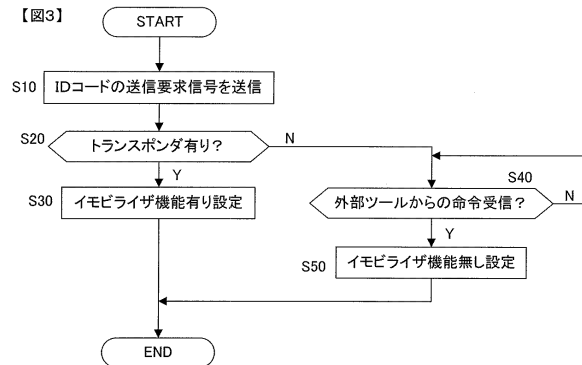 【図3】
START
S10
IDコードの送信要求信号を送信
S20
トランスポンダ有り?
N
Y
S30
イモビライザ機能有り設定
S40
外部ツールからの命令受信?
N
Y
S50
イモビライザ機能無し設定
END